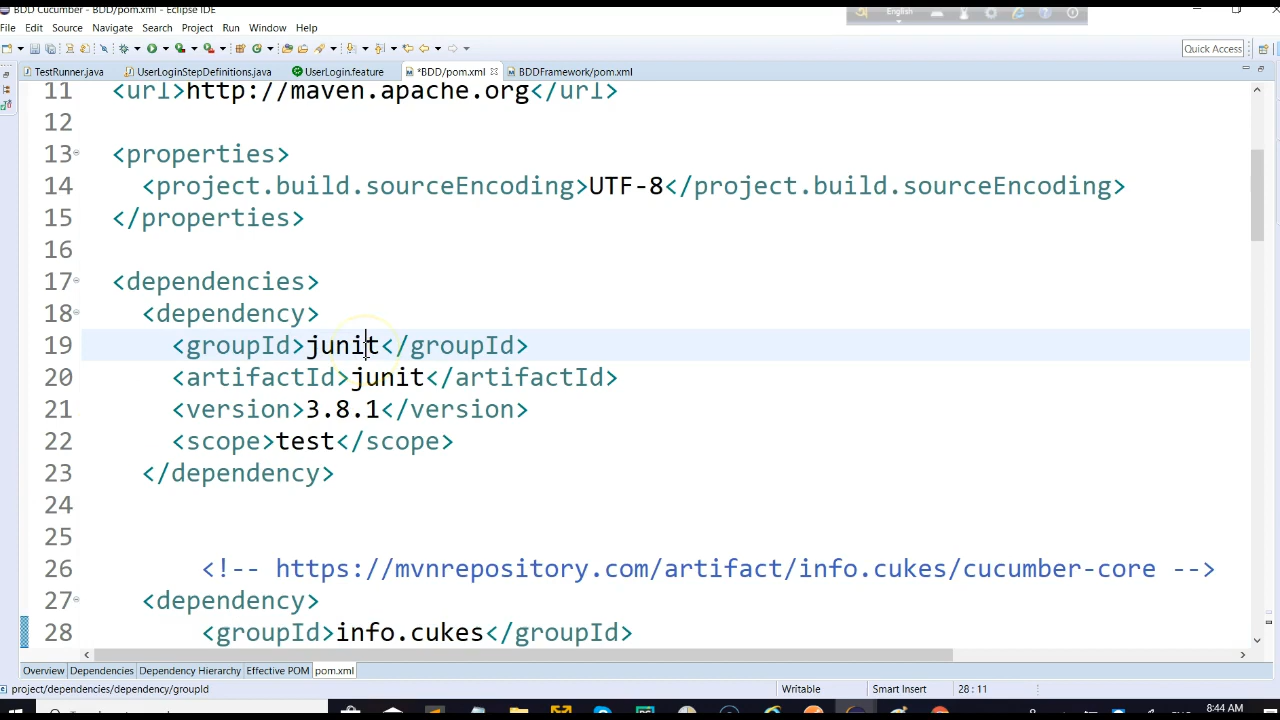 BDD Cucumber - BDD/pom.xml - Eclipse IDE
English
File Edit Source Navigate Search Project Run Window Help
Quick Access
TestRunner.java UserLoginStepDefinitions.java UserLogin.feature *BDD/pom.xml BDDFramework/pom.xml
11 <url>http://maven.apache.org</url>
12
13 <properties>
14 <project.build.sourceEncoding>UTF-8</project.build.sourceEncoding>
15 </properties>
16
17 <dependencies>
18 <dependency>
19 <groupId>junit</groupId>
20 <artifactId>junit</artifactId>
21 <version>3.8.1</version>
22 <scope>test</scope>
23 </dependency>
24
25
26 <!-- https://mvnrepository.com/artifact/info.cukes/cucumber-core -->
27 <dependency>
28 <groupId>info.cukes</groupId>
Overview Dependencies Dependency Hierarchy Effective POM pom.xml
project/dependencies/dependency/groupId Writable Smart Insert 28 : 11
8:44 AM